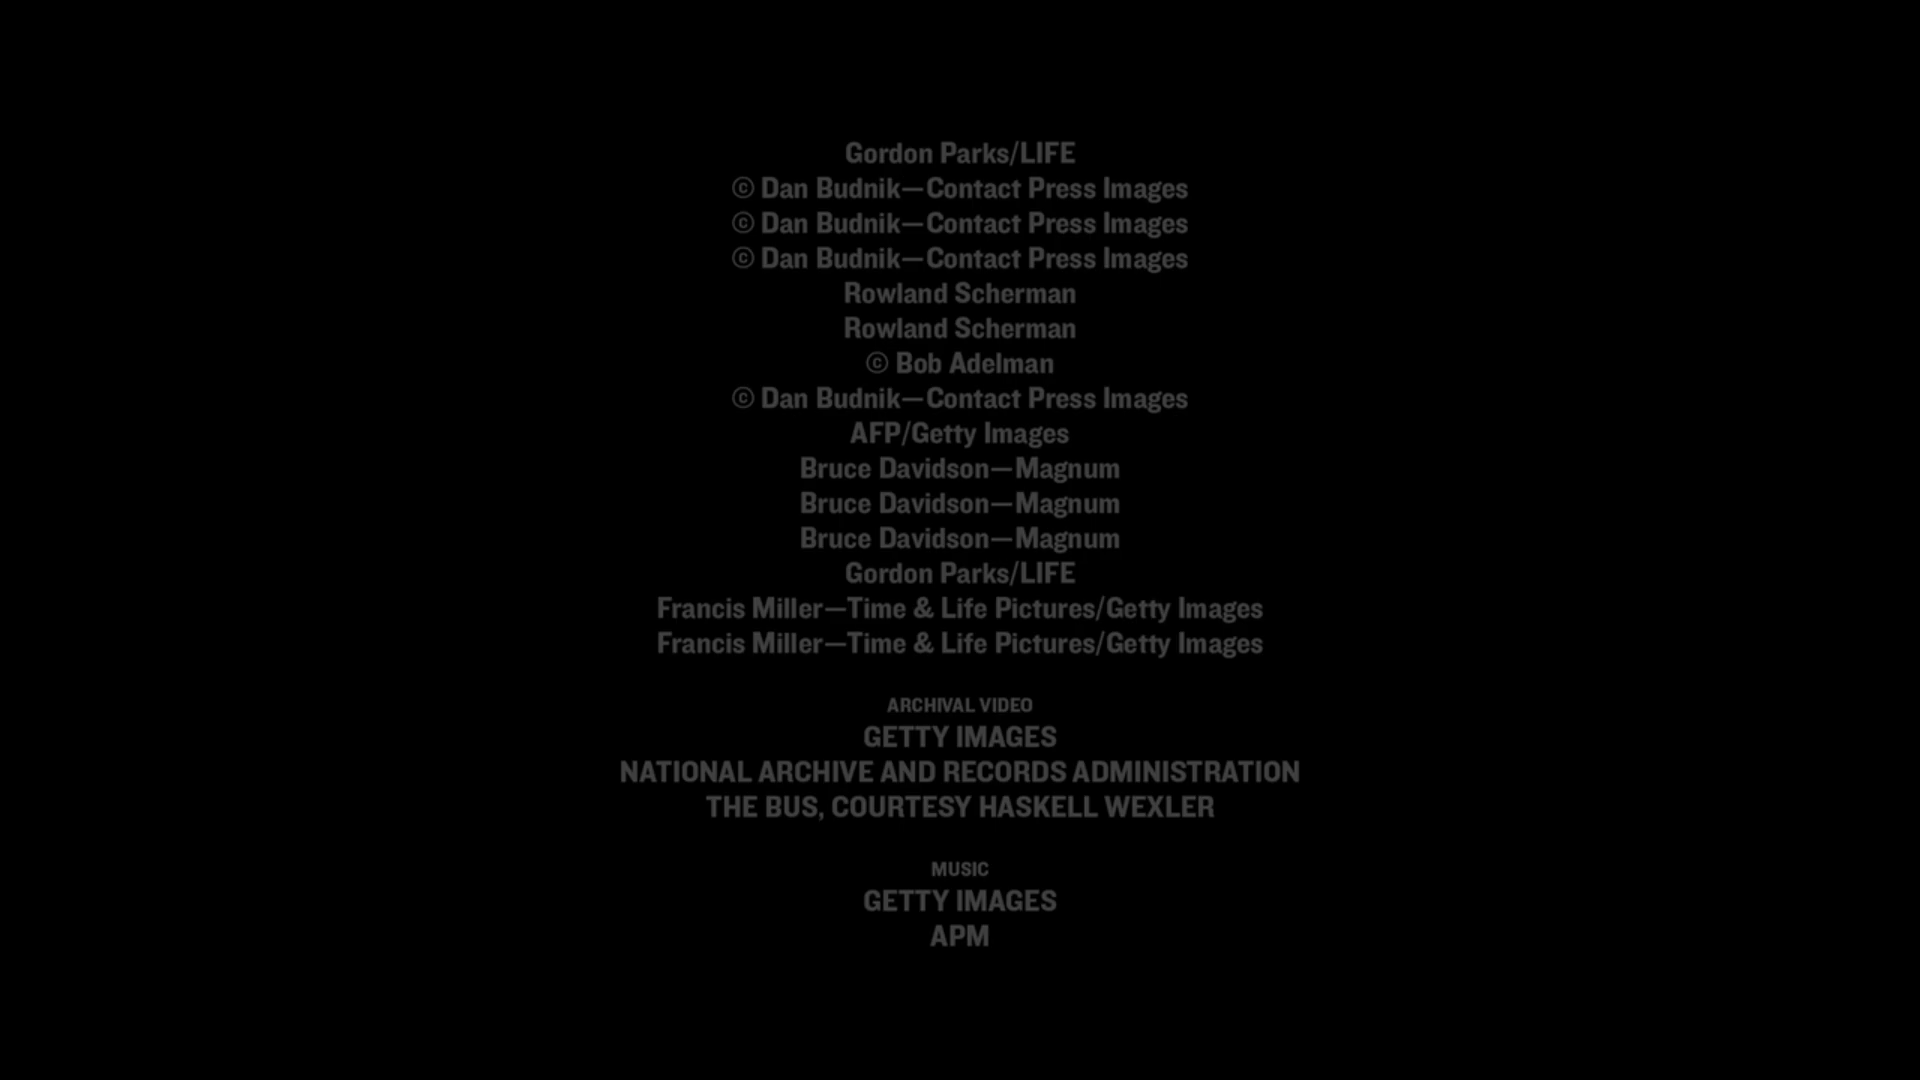 Gordon Parks/LIFE
© Dan Budnik—Contact Press Images
© Dan Budnik—Contact Press Images
© Dan Budnik—Contact Press Images
Rowland Scherman
Rowland Scherman
© Bob Adelman
© Dan Budnik—Contact Press Images
AFP/Getty Images
Bruce Davidson—Magnum
Bruce Davidson—Magnum
Bruce Davidson—Magnum
Gordon Parks/LIFE
Francis Miller—Time & Life Pictures/Getty Images
Francis Miller—Time & Life Pictures/Getty Images
ARCHIVAL VIDEO
GETTY IMAGES
NATIONAL ARCHIVE AND RECORDS ADMINISTRATION
THE BUS, COURTESY HASKELL WEXLER
MUSIC
GETTY IMAGES
APM